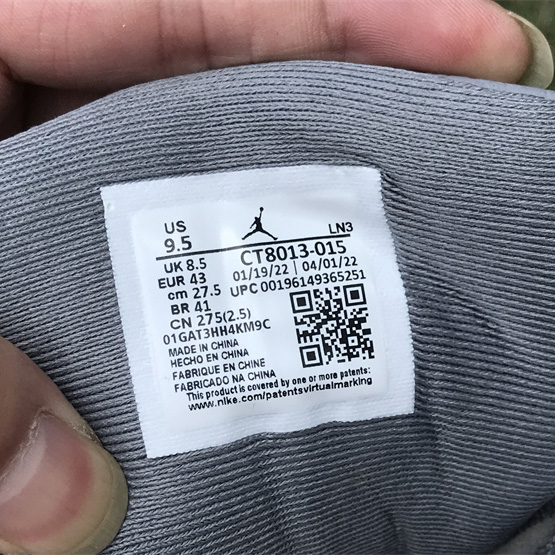 US
9.5
LN3
UK 8.5
CT8013-015
EUR 43
01/19/22 | 04/01/22
cm 27.5
UPC 00196149365251
BR 41
CN 275(2.5)
01GAT3HH4KM9C
MADE IN CHINA
HECHO EN CHINA
FABRIQUE EN CHINE
FABRICADO NA CHINA
This product is covered by one or more patents:
www.nike.com/patentsvirtualmarking